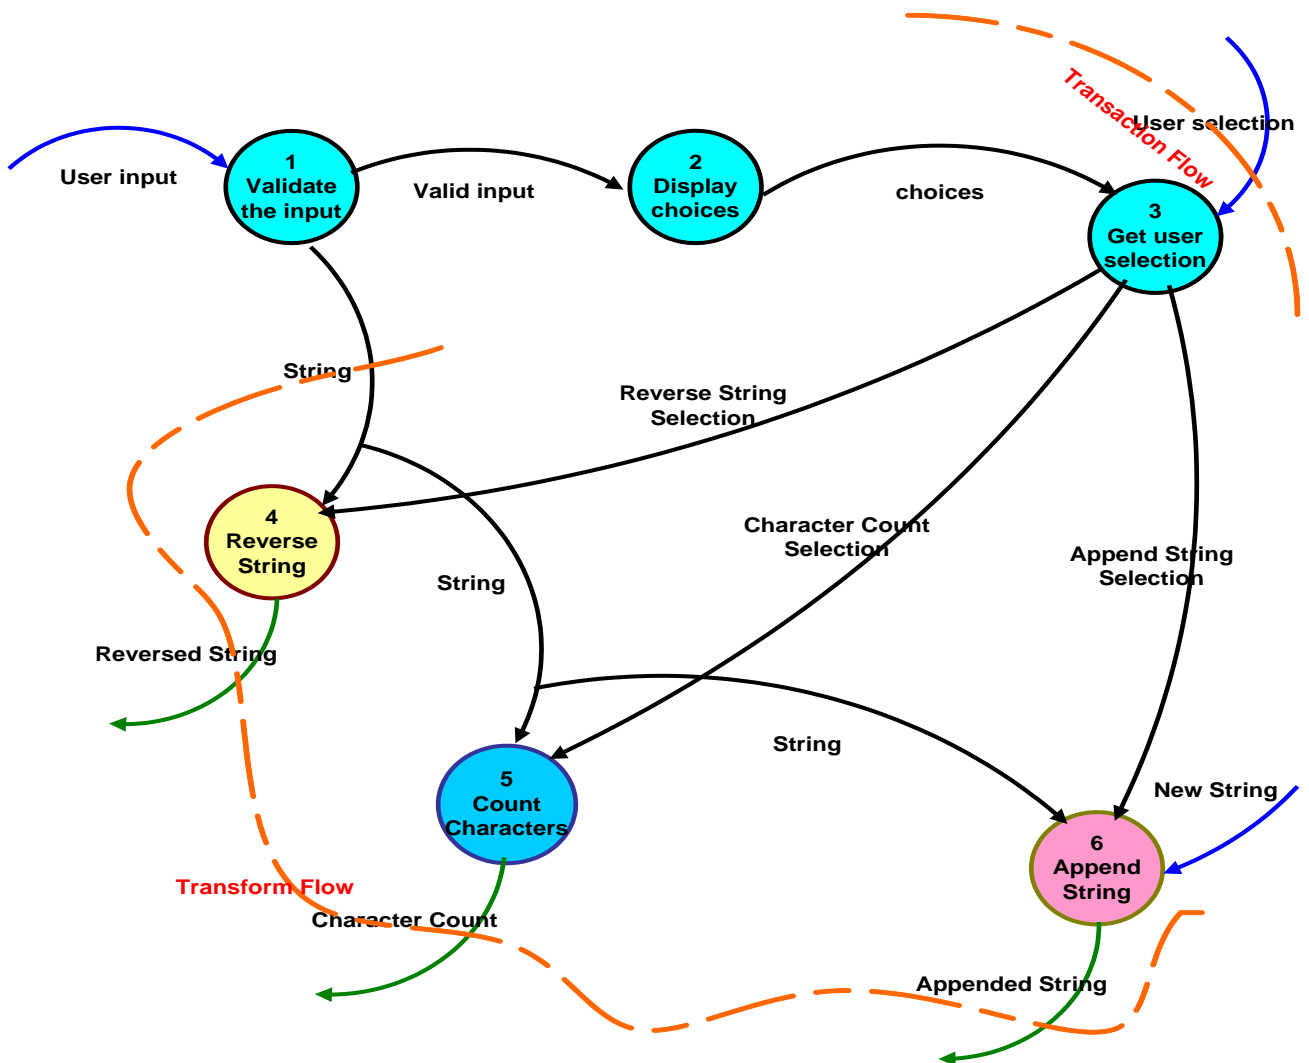 Transaction Flow
User selection
1
Validate
the input
User input
Valid input
2
Display
choices
choices
3
Get user
selection
String
Reverse String
Selection
4
Reverse
String
Character Count
Selection
Append String
Selection
String
Reversed String
String
5
Count
Characters
New String
6
Append
String
Transform Flow
Character Count
Appended String